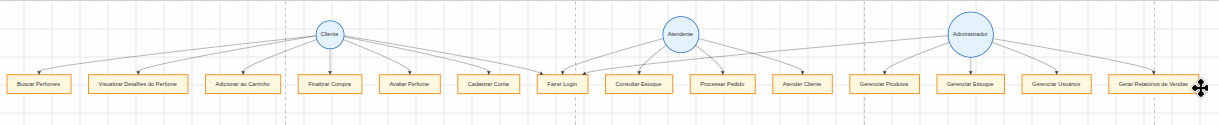 Cliente
Atendente
Administrador
Buscar Perfumes
Visualizar Detalhes do Perfume
Adicionar ao Carrinho
Finalizar Compra
Avaliar Perfume
Cadastrar Conta
Fazer Login
Consultar Estoque
Processar Pedido
Atender Cliente
Gerenciar Produtos
Gerenciar Estoque
Gerenciar Usuários
Gerar Relatórios de Vendas